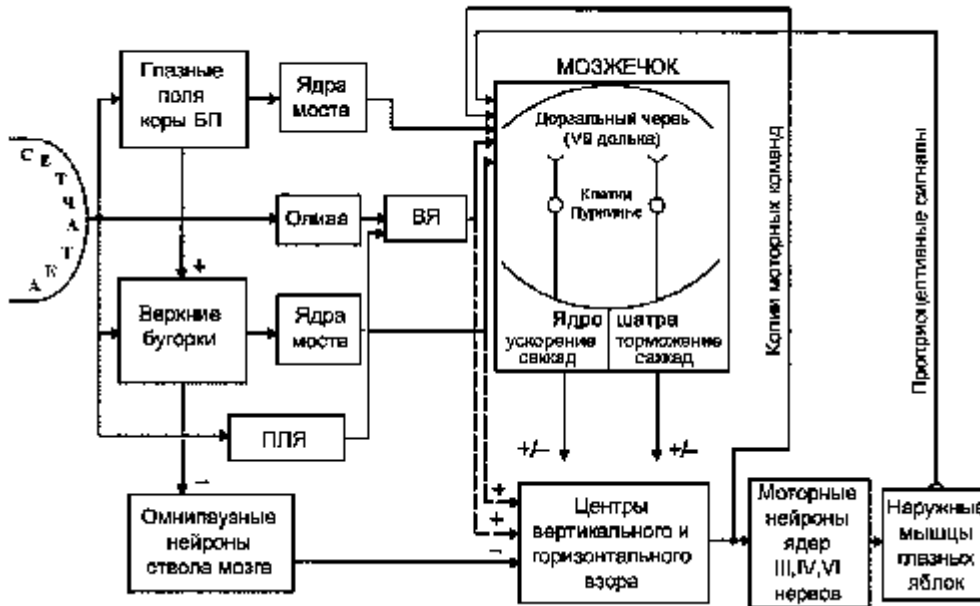 СЕТЧАТКА
Глазные
поля
коры БП
Ядра
моста
МОЗЖЕЧОК
Дорзальный червь
(VII долька)
Клетки
Пуркинье
Олива
ВЯ
+
Верхние
бугорки
Ядра
моста
Ядро шатра
ускорение
саккад
торможение
саккад
ПЛЯ
+/–
+/–
–
Омнипаузные
нейроны
ствола мозга
+
+
–
Центры
вертикального и
горизонтального
взора
Моторные
нейроны
ядер
III,IV,VI
нервов
Наружные
мышцы
глазных
яблок
Копии моторных команд
Проприоцептивные сигналы